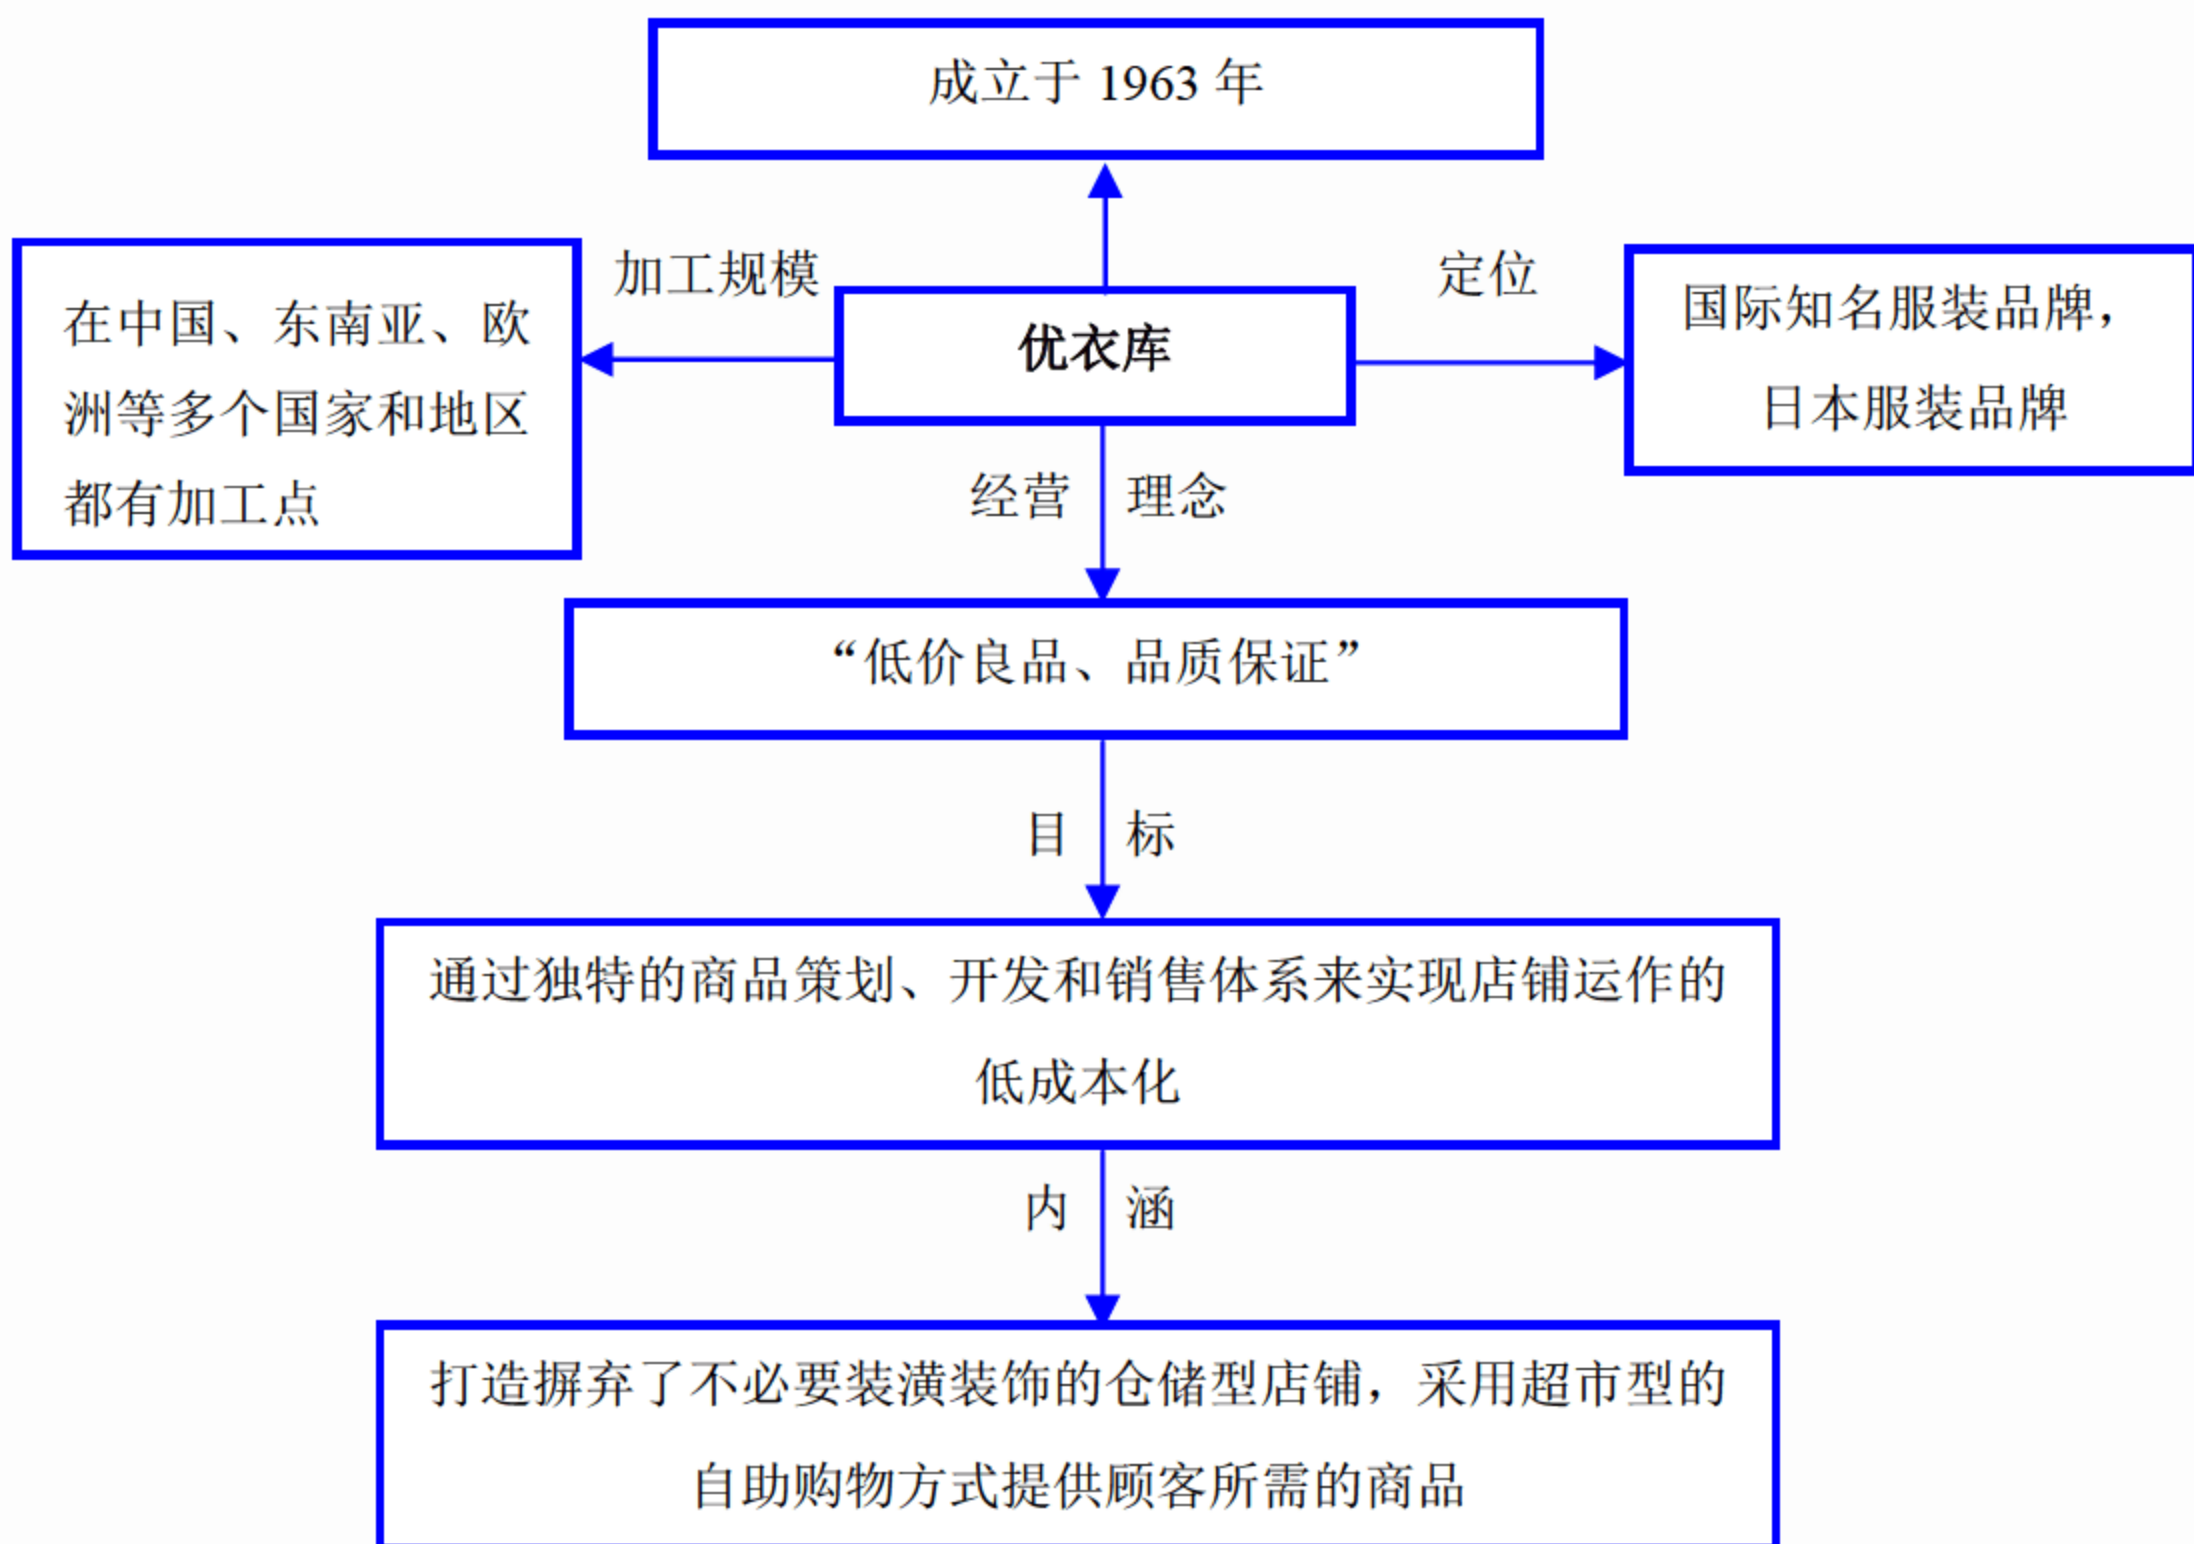 成立于 1963 年
加工规模
定位
在中国、东南亚、欧
洲等多个国家和地区
都有加工点
优衣库
国际知名服装品牌，
日本服装品牌
经营 理念
“低价良品、品质保证”
目 标
通过独特的商品策划、开发和销售体系来实现店铺运作的
低成本化
内 涵
打造摒弃了不必要装潢装饰的仓储型店铺，采用超市型的
自助购物方式提供顾客所需的商品